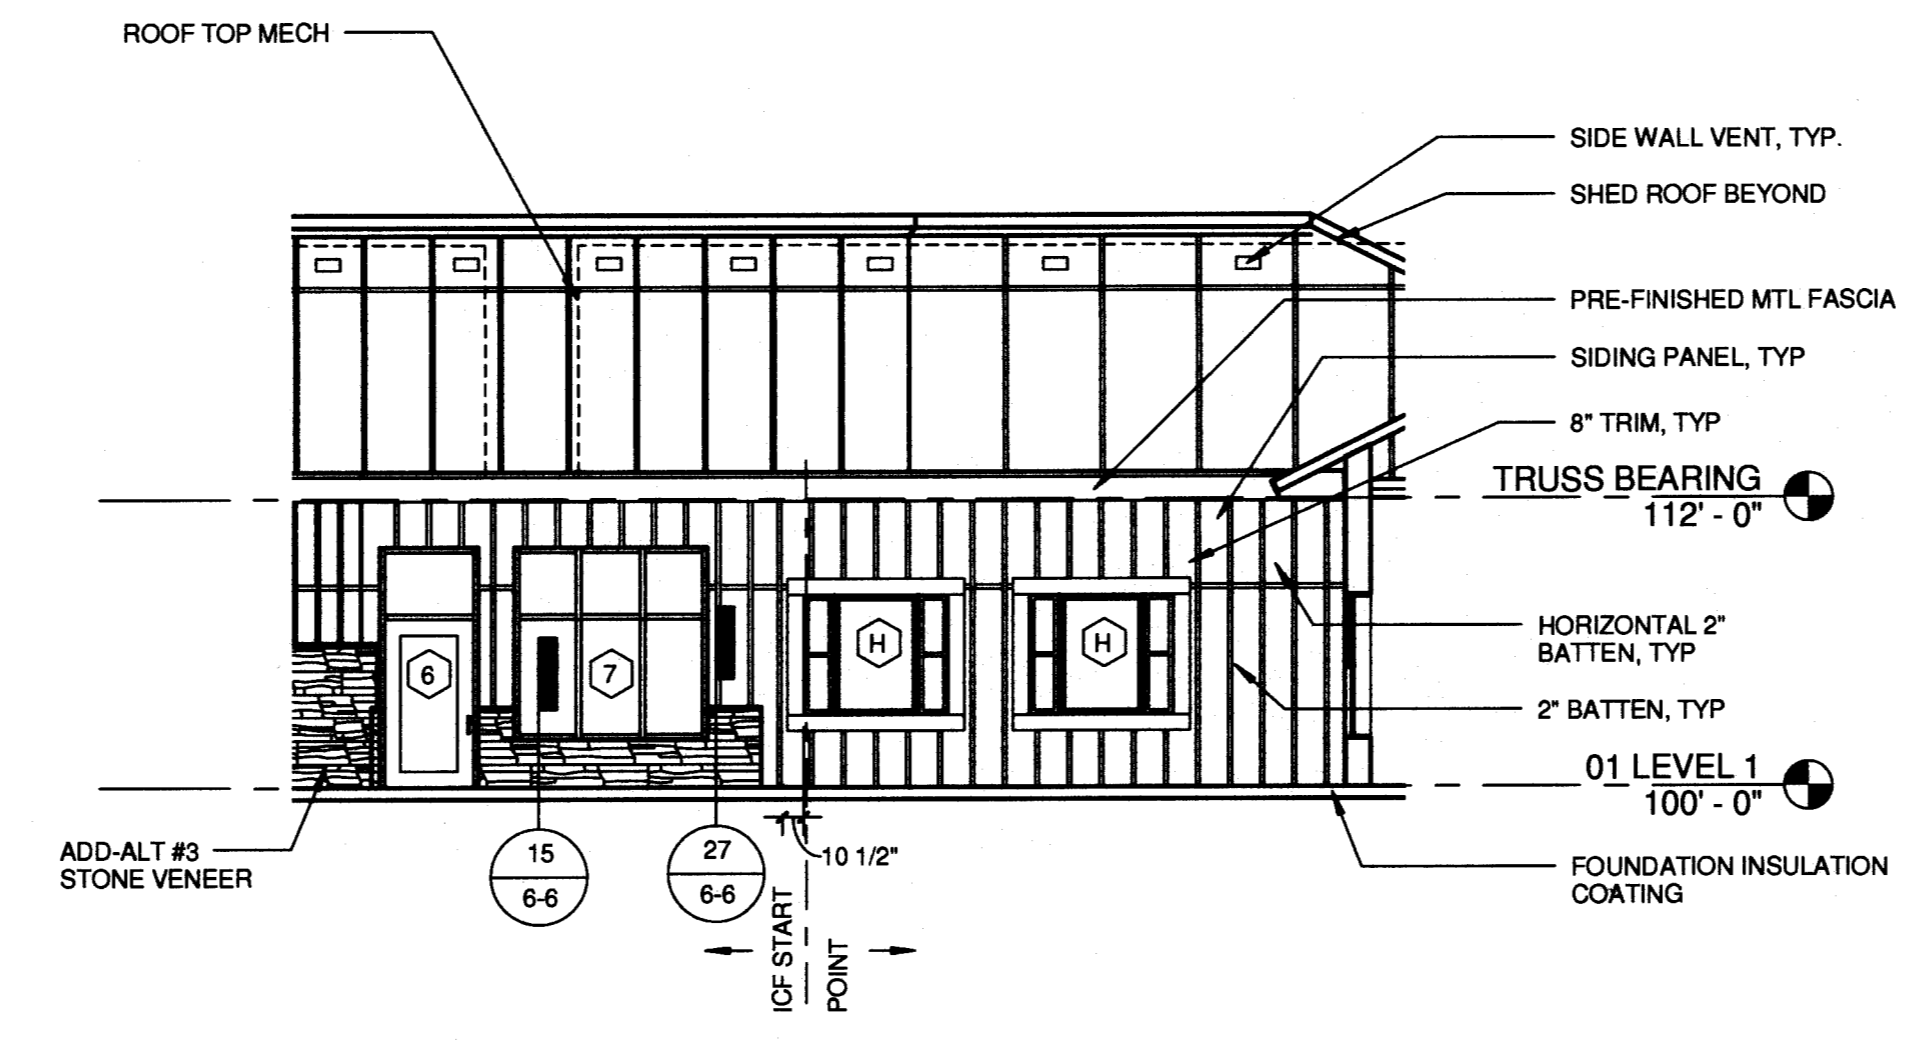 ROOF TOP MECH
SIDE WALL VENT, TYP.
SHED ROOF BEYOND
PRE-FINISHED MTL FASCIA
SIDING PANEL, TYP
8" TRIM, TYP
TRUSS BEARING
112' - 0"
HORIZONTAL 2"
BATTEN, TYP
2" BATTEN, TYP
6
7
H
H
01 LEVEL 1
100' - 0"
ADD-ALT #3
STONE VENEER
15
6-6
27
6-6
10 1/2"
FOUNDATION INSULATION
COATING
ICF START
POINT